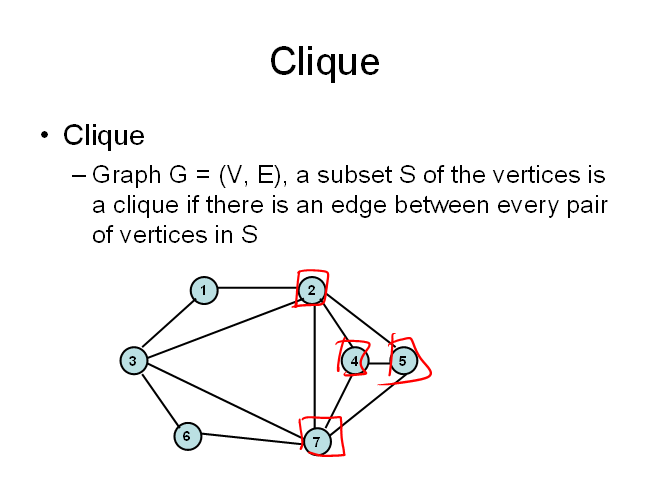 Clique
• Clique
– Graph G = (V, E), a subset S of the vertices is
a clique if there is an edge between every pair
of vertices in S
1
2
3
4
5
6
7